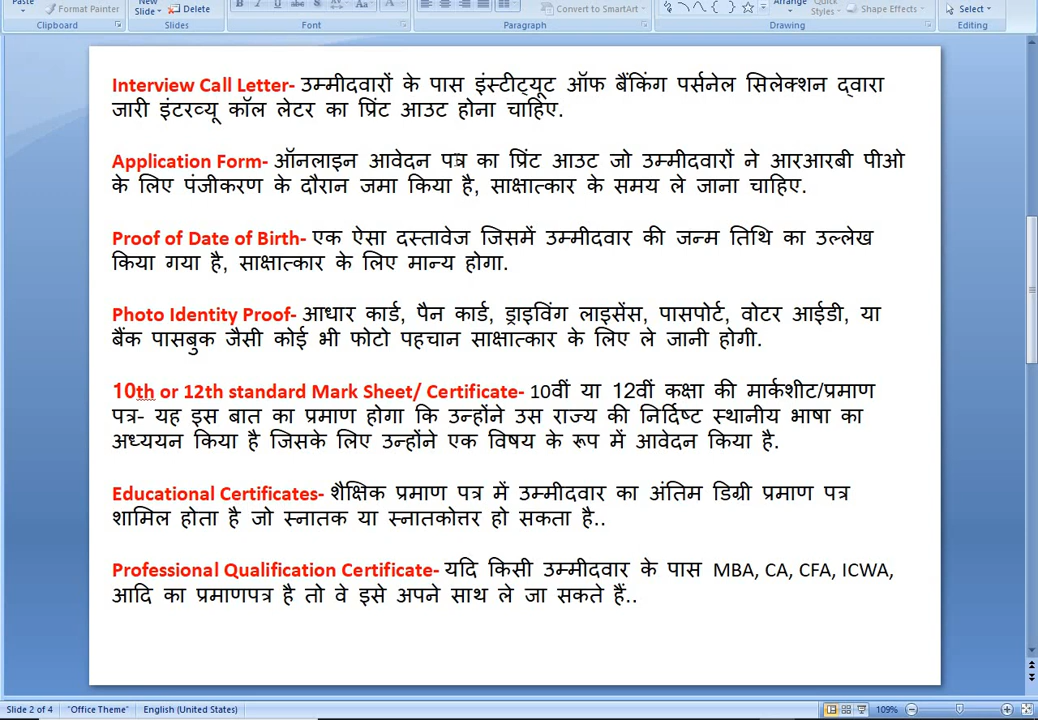 Paste
Format Painter
New
Slide
Delete
Arrange
Quick
Styles
Shape Effects
Convert to SmartArt
Select
Clipboard
Slides
Font
Paragraph
Drawing
Editing
Interview Call Letter- उम्मीदवारों के पास इंस्टीट्यूट ऑफ बैंकिंग पर्सनेल सिलेक्शन द्वारा
जारी इंटरव्यू कॉल लेटर का प्रिंट आउट होना चाहिए.
Application Form- ऑनलाइन आवेदन पत्र का प्रिंट आउट जो उम्मीदवारों ने आरआरबी पीओ
के लिए पंजीकरण के दौरान जमा किया है, साक्षात्कार के समय ले जाना चाहिए.
Proof of Date of Birth- एक ऐसा दस्तावेज जिसमें उम्मीदवार की जन्म तिथि का उल्लेख
किया गया है, साक्षात्कार के लिए मान्य होगा.
Photo Identity Proof- आधार कार्ड, पैन कार्ड, ड्राइविंग लाइसेंस, पासपोर्ट, वोटर आईडी, या
बैंक पासबुक जैसी कोई भी फोटो पहचान साक्षात्कार के लिए ले जानी होगी.
10th or 12th standard Mark Sheet/ Certificate- 10वीं या 12वीं कक्षा की मार्कशीट/प्रमाण
पत्र- यह इस बात का प्रमाण होगा कि उन्होंने उस राज्य की निर्दिष्ट स्थानीय भाषा का
अध्ययन किया है जिसके लिए उन्होंने एक विषय के रूप में आवेदन किया है.
Educational Certificates- शैक्षिक प्रमाण पत्र में उम्मीदवार का अंतिम डिग्री प्रमाण पत्र
शामिल होता है जो स्नातक या स्नातकोत्तर हो सकता है..
Professional Qualification Certificate- यदि किसी उम्मीदवार के पास MBA, CA, CFA, ICWA,
आदि का प्रमाणपत्र है तो वे इसे अपने साथ ले जा सकते हैं..
Slide 2 of 4
"Office Theme"
English (United States)
109%